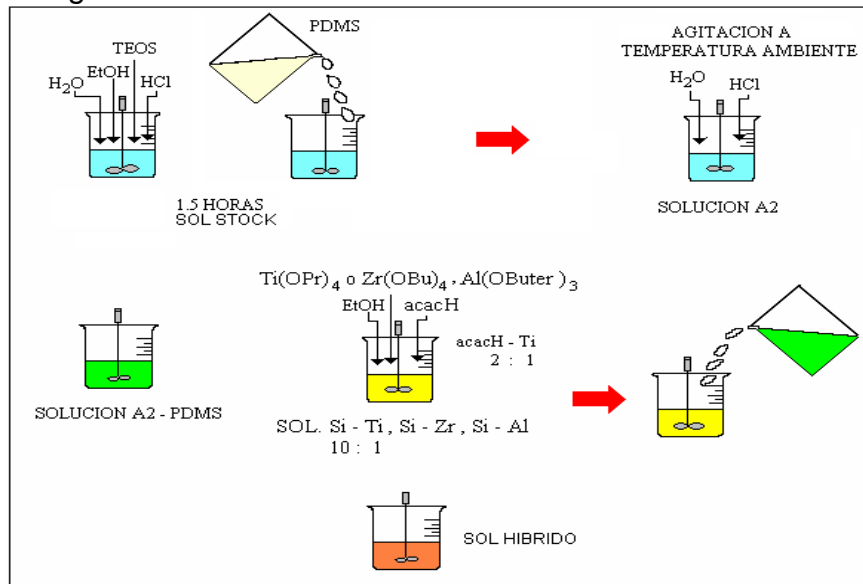 TEOS
EtOH
H2O
HCl
PDMS
AGITACION A
TEMPERATURA AMBIENTE
H2O
HCl
1.5 HORAS
SOL STOCK
SOLUCION A2
Ti(OPr)4 o Zr(OBu)4 , Al(OButer )3
EtOH
acacH
acacH - Ti
2 : 1
SOLUCION A2 - PDMS
SOL. Si - Ti , Si - Zr , Si - Al
10 : 1
SOL HIBRIDO